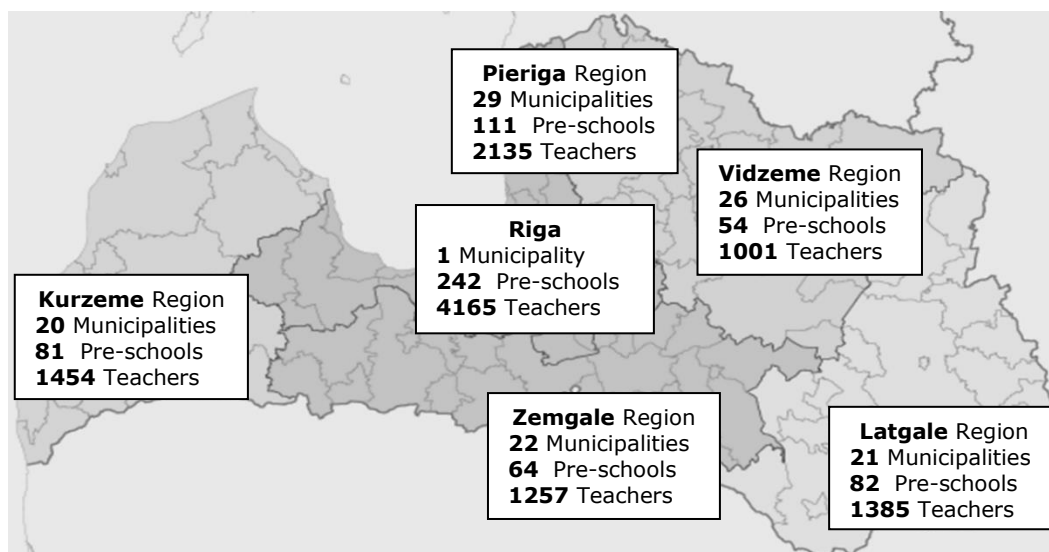 Pieriga Region
29 Municipalities
111 Pre-schools
2135 Teachers
Vidzeme Region
26 Municipalities
54 Pre-schools
1001 Teachers
Riga
1 Municipality
242 Pre-schools
4165 Teachers
Kurzeme Region
20 Municipalities
81 Pre-schools
1454 Teachers
Zemgale Region
22 Municipalities
64 Pre-schools
1257 Teachers
Latgale Region
21 Municipalities
82 Pre-schools
1385 Teachers